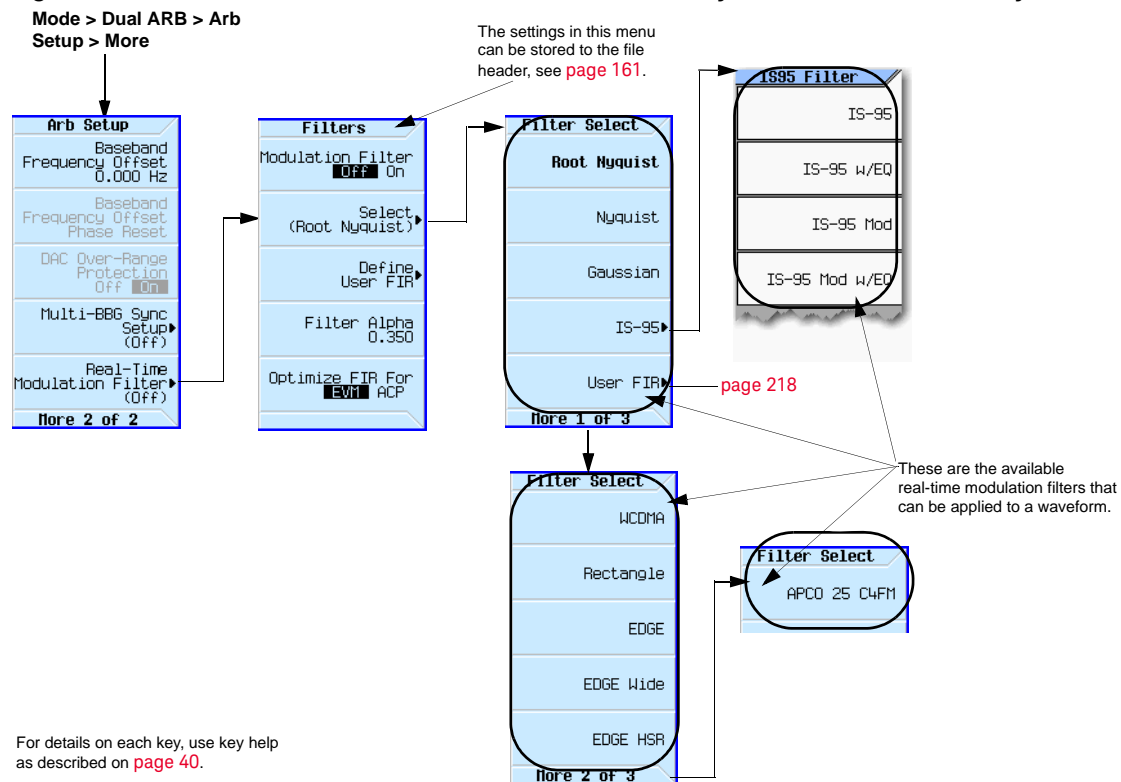 Mode > Dual ARB > Arb
Setup > More
The settings in this menu
can be stored to the file
header, see page 161.
Arb Setup
Baseband
Frequency Offset
0.000 Hz
Baseband
Frequency Offset
Phase Reset
DAC Over-Range
Protection
Off On
Multi-BBG Sync
Setup
(Off)
Real-Time
Modulation Filter
(Off)
More 2 of 2
Filters
Modulation Filter
Off On
Select
(Root Nyquist)
Define
User FIR
Filter Alpha
0.350
Optimize FIR For
EVM ACP
Filter Select
Root Nyquist
Nyquist
Gaussian
IS-95
User FIR
More 1 of 3
IS95 Filter
IS-95
IS-95 w/EQ
IS-95 Mod
IS-95 Mod w/EQ
page 218
These are the available
real-time modulation filters that
can be applied to a waveform.
Filter Select
WCDMA
Rectangle
EDGE
EDGE Wide
EDGE HSR
More 2 of 3
Filter Select
APCO 25 C4FM
For details on each key, use key help
as described on page 40.